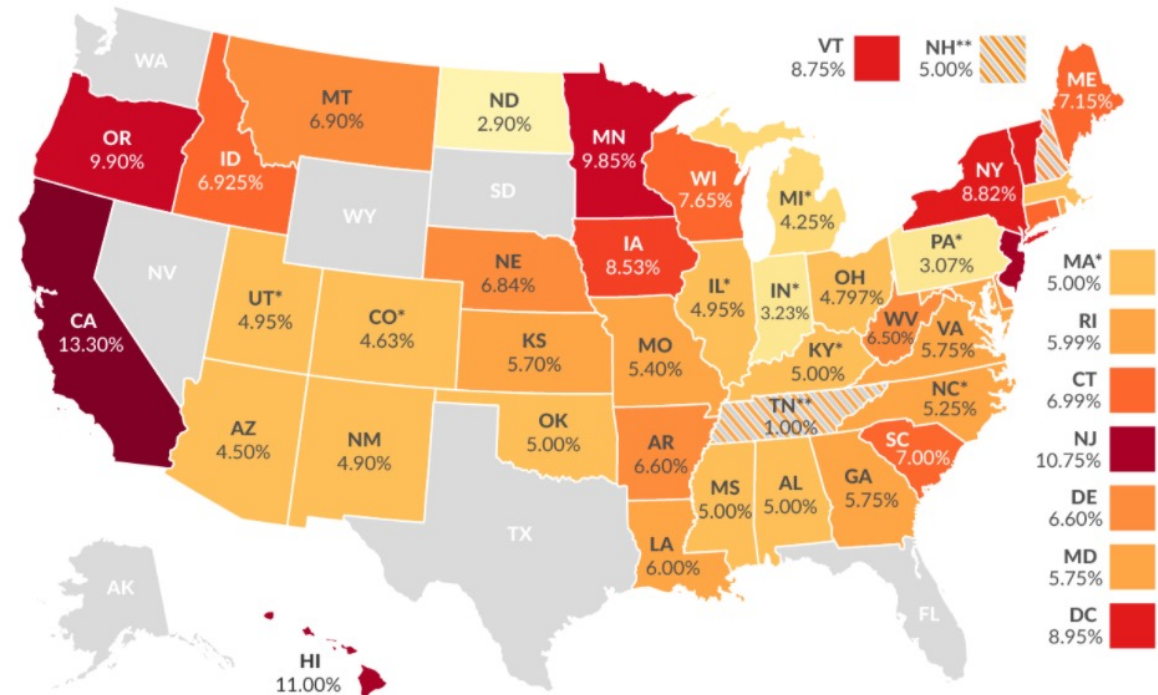 WA
VT
8.75%
NH**
5.00%
ME
7.15%
MT
6.90%
ND
2.90%
OR
9.90%
ID
6.925%
MN
9.85%
WI
7.65%
NY
8.82%
SD
MI*
4.25%
WY
IA
8.53%
PA*
3.07%
NE
6.84%
NV
UT*
4.95%
CO*
4.63%
IL*
4.95%
IN*
3.23%
OH
4.797%
WV
6.50%
VA
5.75%
CA
13.30%
KS
5.70%
MO
5.40%
KY*
5.00%
NC*
5.25%
TN**
1.00%
AZ
4.50%
NM
4.90%
OK
5.00%
AR
6.60%
SC
7.00%
MS
5.00%
AL
5.00%
GA
5.75%
TX
LA
6.00%
FL
AK
HI
11.00%
MA*
5.00%
RI
5.99%
CT
6.99%
NJ
10.75%
DE
6.60%
MD
5.75%
DC
8.95%